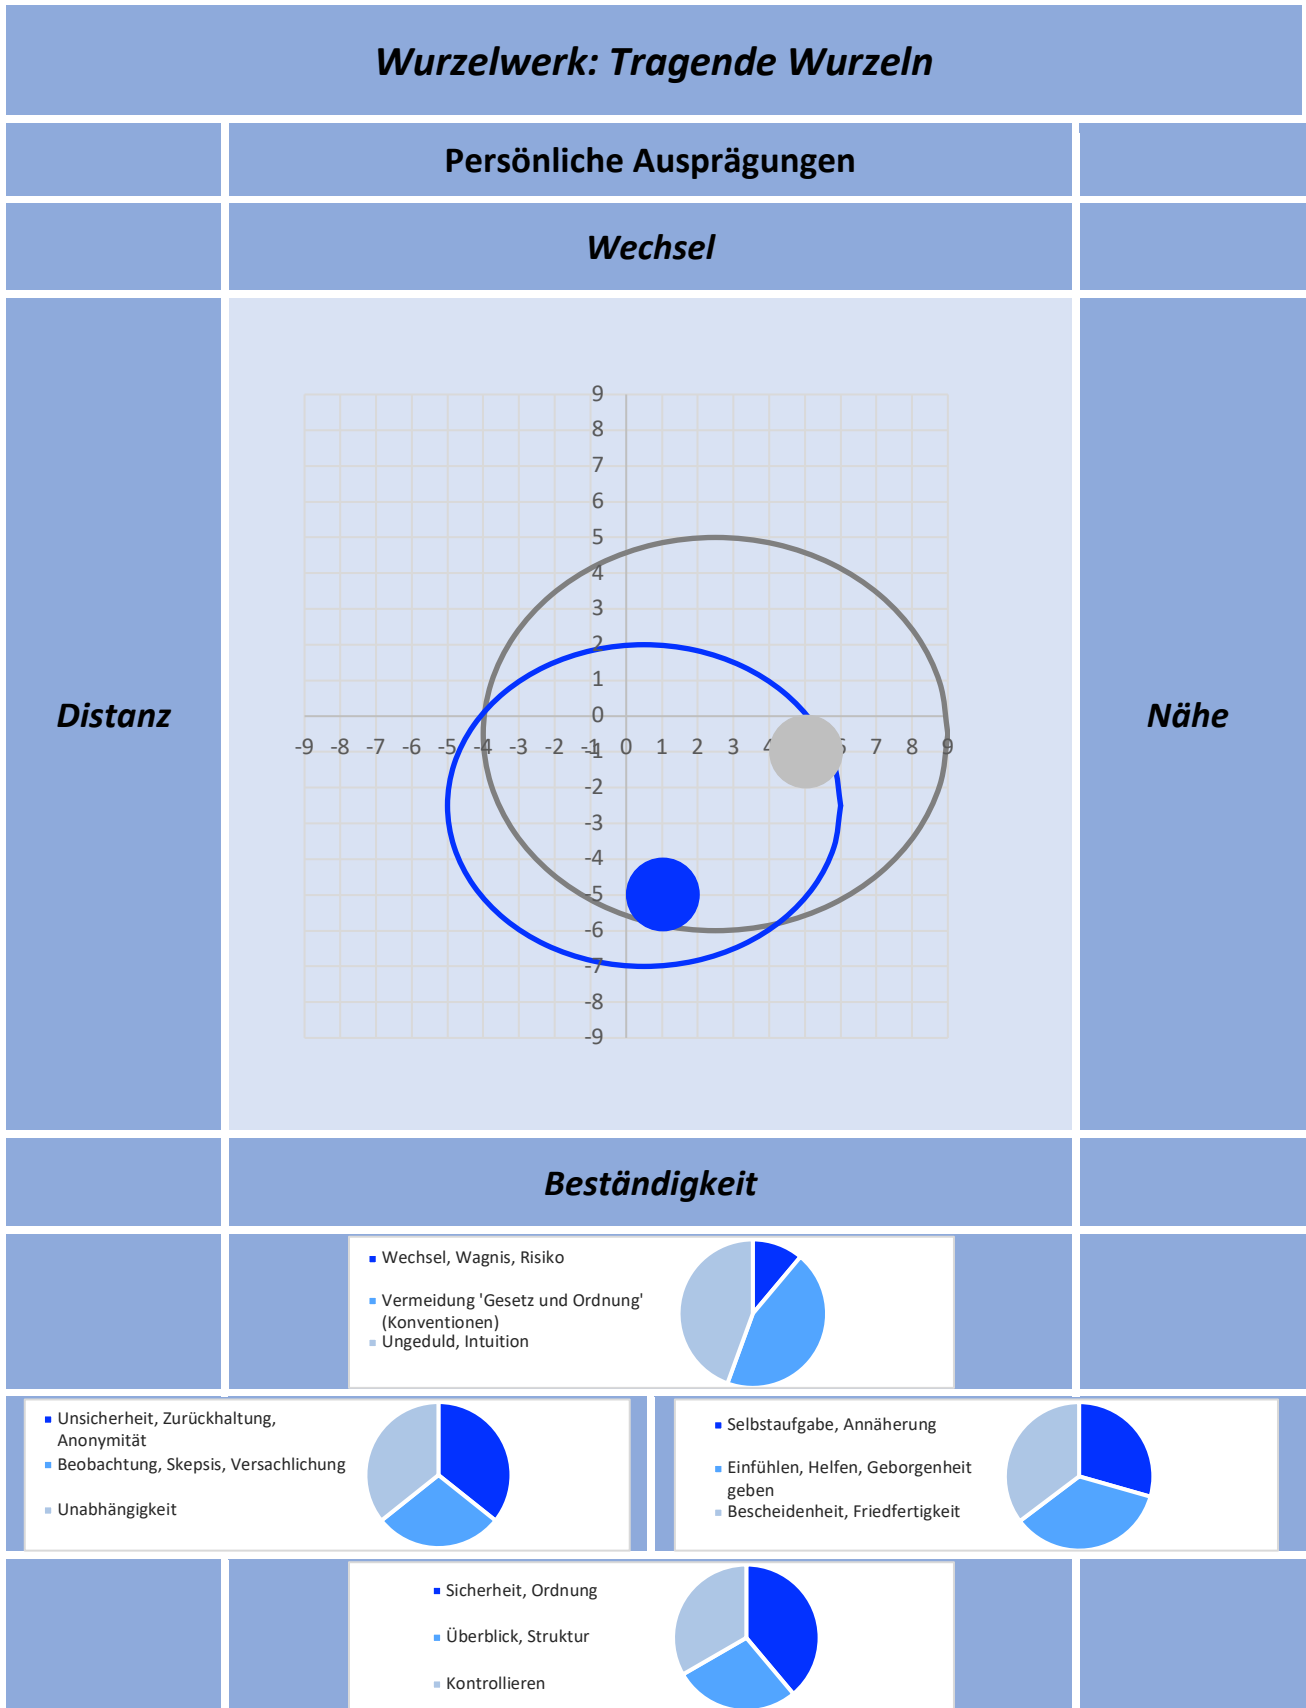 Wurzelwerk: Tragende Wurzeln
Persönliche Ausprägungen
Wechsel
Distanz
Nähe
9
8
7
6
5
4
3
2
1
0
-9 -8 -7 -6 -5 -4 -3 -2 -1 0 1 2 3 4 6 7 8 9
-1
-2
-3
-4
-5
-6
-7
-8
-9
Beständigkeit
Wechsel, Wagnis, Risiko
Vermeidung 'Gesetz und Ordnung'
(Konventionen)
Ungeduld, Intuition
Unsicherheit, Zurückhaltung,
Anonymität
Beobachtung, Skepsis, Versachlichung
Unabhängigkeit
Selbstaufgabe, Annäherung
Einfühlen, Helfen, Geborgenheit
geben
Bescheidenheit, Friedfertigkeit
Sicherheit, Ordnung
Überblick, Struktur
Kontrollieren